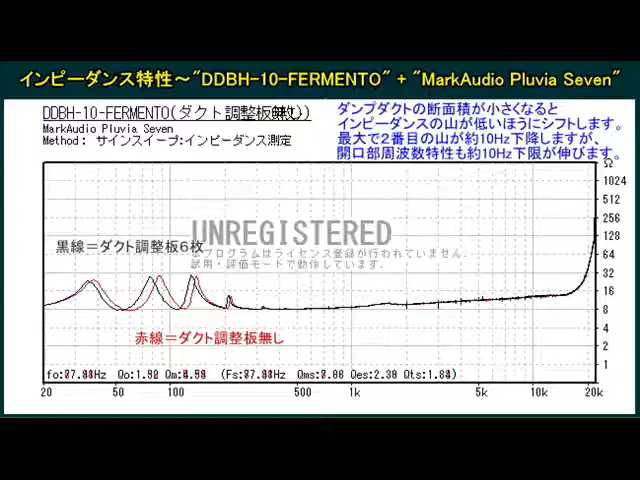 インピーダンス特性～"DDBH-10-FERMENTO" + "MarkAudio Pluvia Seven"
DDBH-10-FERMENTO(ダクト調整板
MarkAudio Pluvia Seven
Method： サインスイープ:インピーダンス測定
ダンプダクトの断面積が小さくなると
インピーダンスの山が低いほうにシフトします。
最大で2番目の山が約10Hz下降しますが、
開口部周波数特性も約10Hz下限が伸びます。
Ω
1024
512
256
128
64
32
16
8
4
2
1
UNREGISTERED
本プログラムはライセンス登録が行われていません.
試用・評価モードで動作しています.
黒線＝ダクト調整板6枚
赤線＝ダクト調整板無し
20
50
100
500
1k
5k
10k
20k